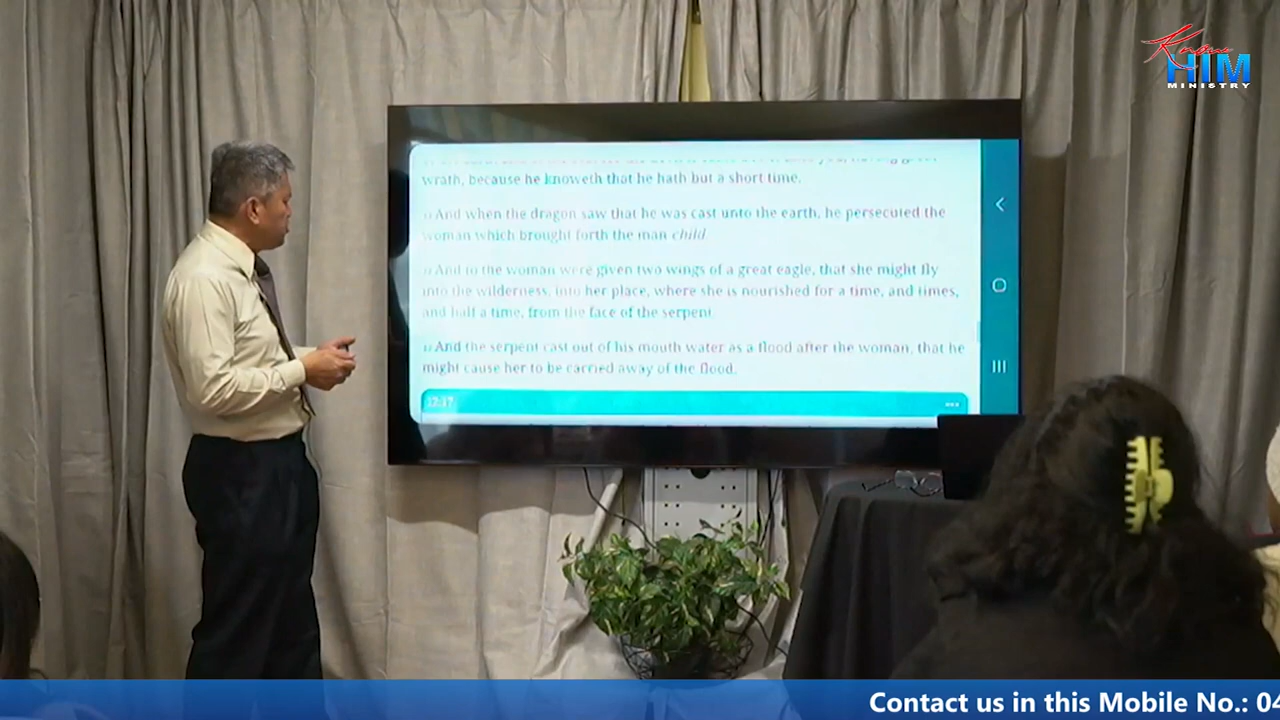 Know
HIM
MINISTRY
wrath, because he knoweth that he hath but a short time.
And when the dragon saw that he was cast unto the earth, he persecuted the
woman which brought forth the man child.
And to the woman were given two wings of a great eagle, that she might fly
into the wilderness, into her place, where she is nourished for a time, and times,
and half a time, from the face of the serpent.
And the serpent cast out of his mouth water as a flood after the woman, that he
might cause her to be carried away of the flood.
12:17
Contact us in this Mobile No.: 04